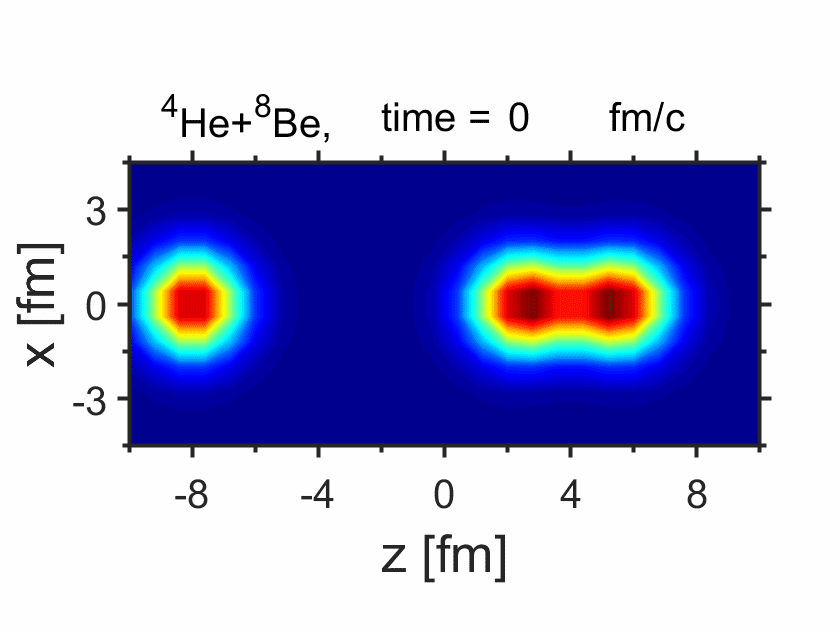 ⁴He+⁸Be, time = 0 fm/c
3
0
-3
x [fm]
-8 -4 0 4 8
z [fm]